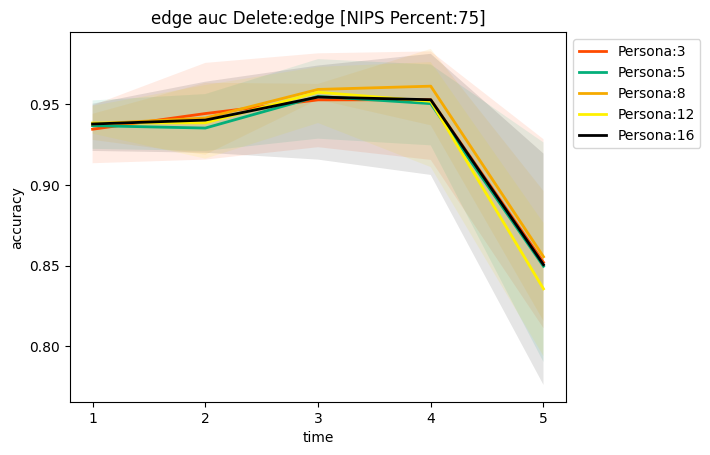 edge auc Delete:edge [NIPS Percent:75]
accuracy
0.95
0.90
0.85
0.80
1 2 3 4 5
time
Persona:3
Persona:5
Persona:8
Persona:12
Persona:16